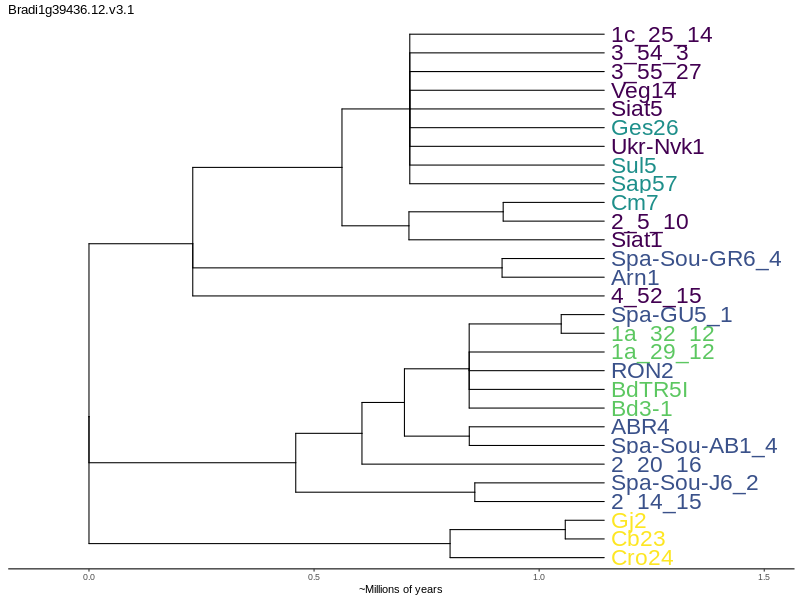 Bradi1g39436.12.v3.1
1c_25_14
3_54_3
3_55_27
Veg14
Siat5
Ges26
Ukr-Nvk1
Sul5
Sap57
Cm7
2_5_10
Siat1
Spa-Sou-GR6_4
Arn1
4_52_15
Spa-GU5_1
1a_32_12
1a_29_12
RON2
BdTR5I
Bd3-1
ABR4
Spa-Sou-AB1_4
2_20_16
Spa-Sou-J6_2
2_14_15
Gj2
Cb23
Cro24
0.0 0.5 1.0 1.5
~Millions of years